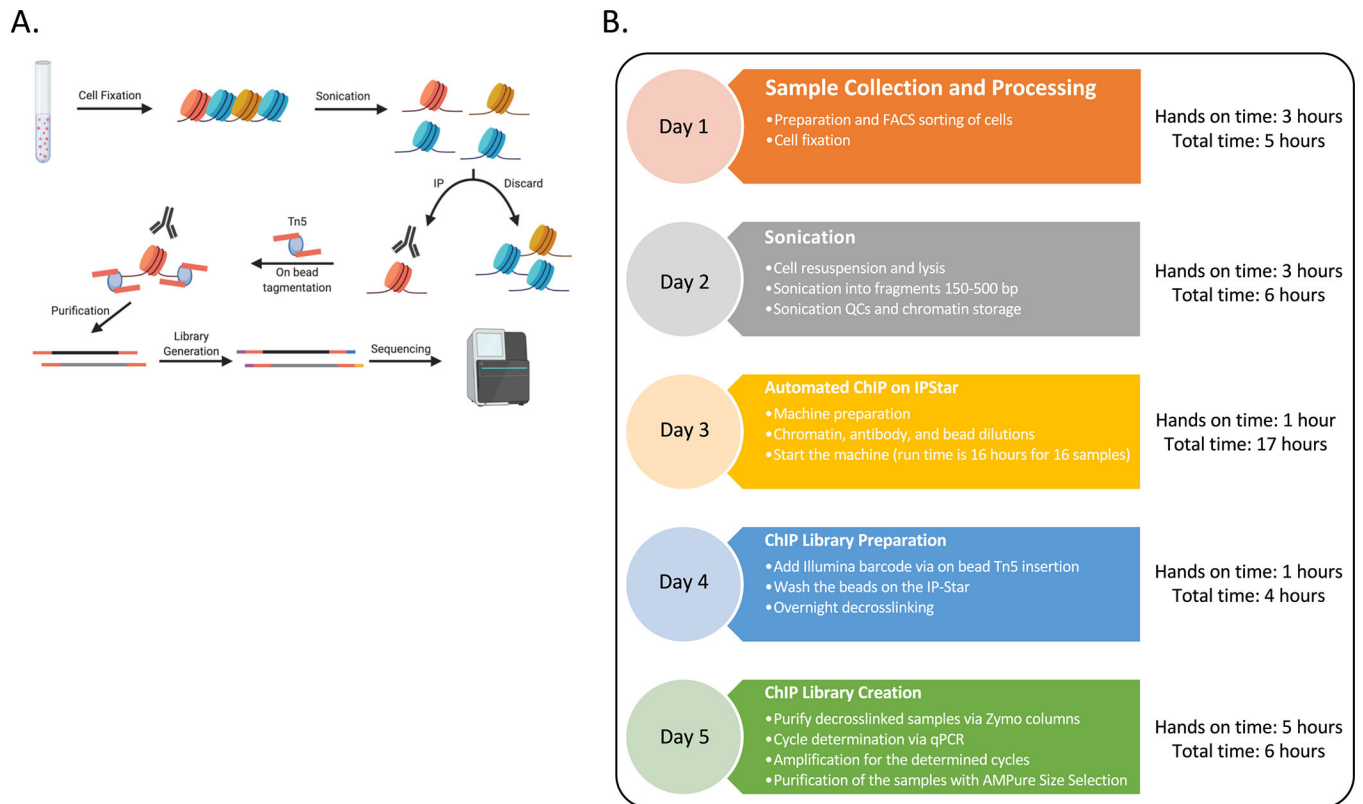 A.
Cell Fixation
Sonication
IP
Discard
Tn5
On bead
tagmentation
Purification
Library
Generation
Sequencing
B.
Day 1
Sample Collection and Processing
•Preparation and FACS sorting of cells
•Cell fixation
Hands on time: 3 hours
Total time: 5 hours
Day 2
Sonication
•Cell resuspension and lysis
•Sonication into fragments 150-500 bp
•Sonication QCs and chromatin storage
Hands on time: 3 hours
Total time: 6 hours
Day 3
Automated ChIP on IPStar
•Machine preparation
•Chromatin, antibody, and bead dilutions
•Start the machine (run time is 16 hours for 16 samples)
Hands on time: 1 hour
Total time: 17 hours
Day 4
ChIP Library Preparation
•Add Illumina barcode via on bead Tn5 insertion
•Wash the beads on the IP-Star
•Overnight decrosslinking
Hands on time: 1 hours
Total time: 4 hours
Day 5
ChIP Library Creation
•Purify decrosslinked samples via Zymo columns
•Cycle determination via qPCR
•Amplification for the determined cycles
•Purification of the samples with AMPure Size Selection
Hands on time: 5 hours
Total time: 6 hours